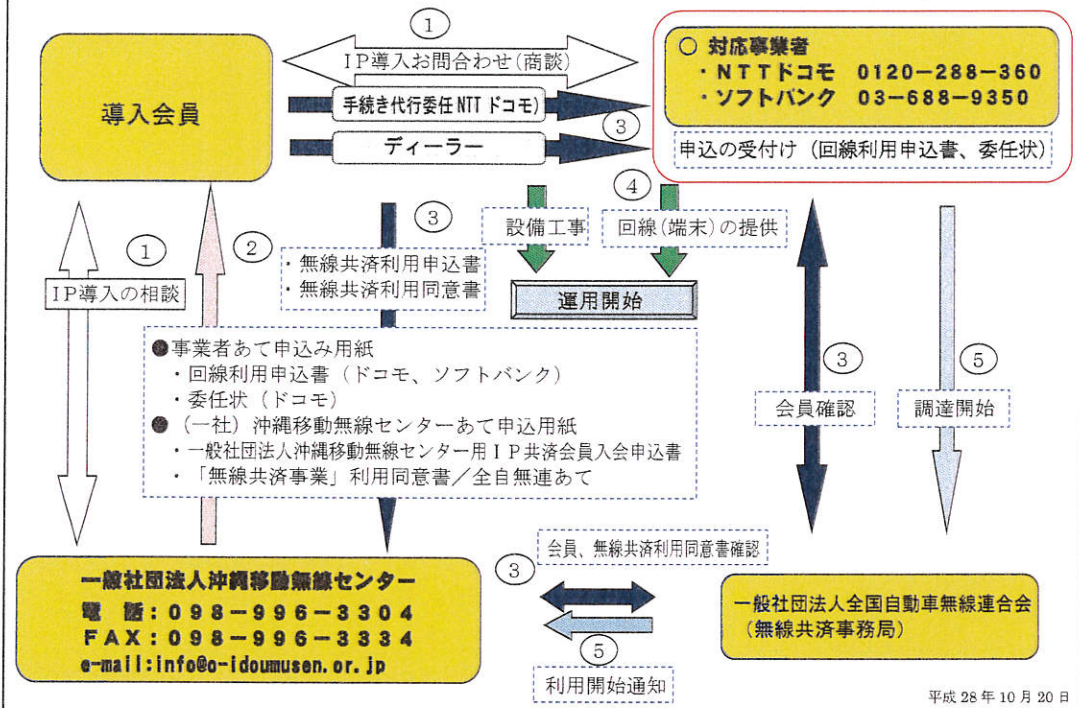 ①
IP導入お問合わせ(商談)
導入会員
手続き代行委任NTTドコモ)
③
ディーラー
○ 対応事業者
・NTTドコモ 0120-288-360
・ソフトバンク 03-688-9350
申込の受付け(回線利用申込書、委任状)
①
IP導入の相談
②
③
・無線共済利用申込書
・無線共済利用同意書
④
設備工事
回線(端末)の提供
運用開始
●事業者あて申込み用紙
・回線利用申込書(ドコモ、ソフトバンク)
・委任状(ドコモ)
●(一社)沖縄移動無線センターあて申込用紙
・一般社団法人沖縄移動無線センター用IP共済会員入会申込書
・「無線共済事業」利用同意書/全自無連あて
③
会員確認
⑤
調達開始
一般社団法人沖縄移動無線センター
電 話:098-996-3304
FAX:098-996-3334
e-mail:info@o-idoumusen.or.jp
会員、無線共済利用同意書確認
③
⑤
利用開始通知
一般社団法人全国自動車無線連合会
(無線共済事務局)
平成28年10月20日